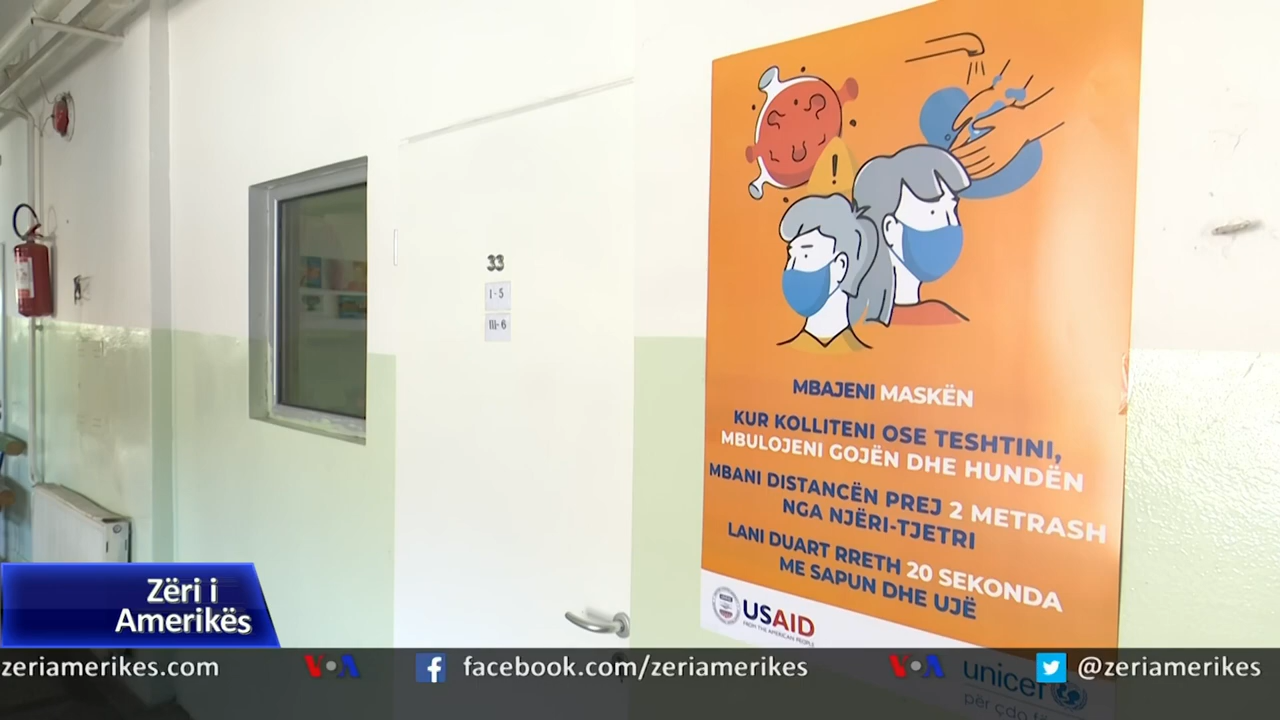 33
I - 5
III - 6
MBAJENI MASKËN
KUR KOLLITENI OSE TESHTINI,
MBULOJENI GOJËN DHE HUNDËN
MBANI DISTANCËN PREJ 2 METRASH
NGA NJËRI-TJETRI
LANI DUART RRETH 20 SEKONDA
ME SAPUN DHE UJË
USAID
FROM THE AMERICAN PEOPLE
unicef
për çdo
Zëri i
Amerikës
zeriamerikes.com VOA facebook.com/zeriamerikes VOA @zeriamerikes